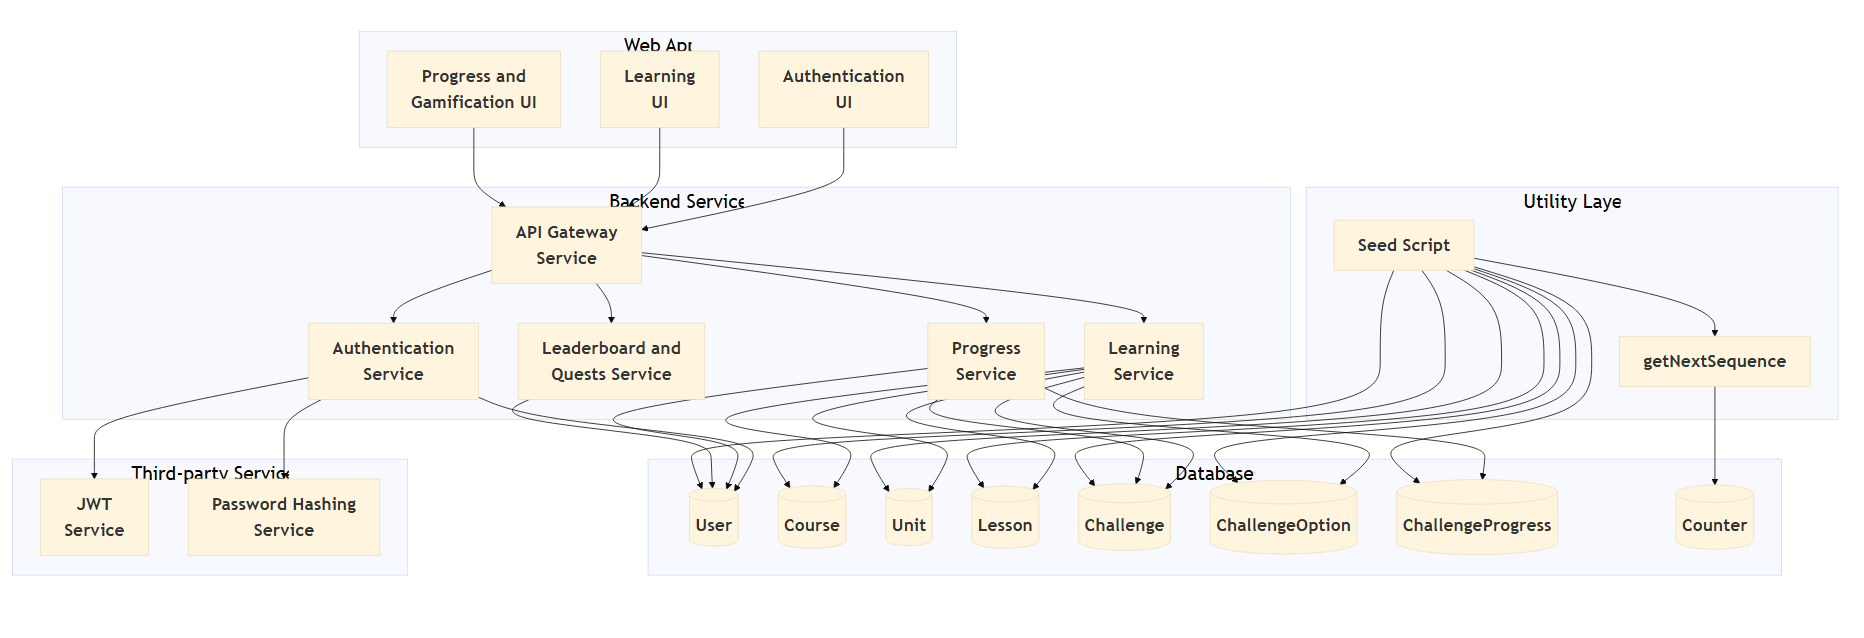 Web App
Progress and
Gamification UI
Learning
UI
Authentication
UI
Backend Service
API Gateway
Service
Authentication
Service
Leaderboard and
Quests Service
Progress
Service
Learning
Service
Utility Laye
Seed Script
getNextSequence
Third-party Service
JWT
Service
Password Hashing
Service
Database
User
Course
Unit
Lesson
Challenge
ChallengeOption
ChallengeProgress
Counter